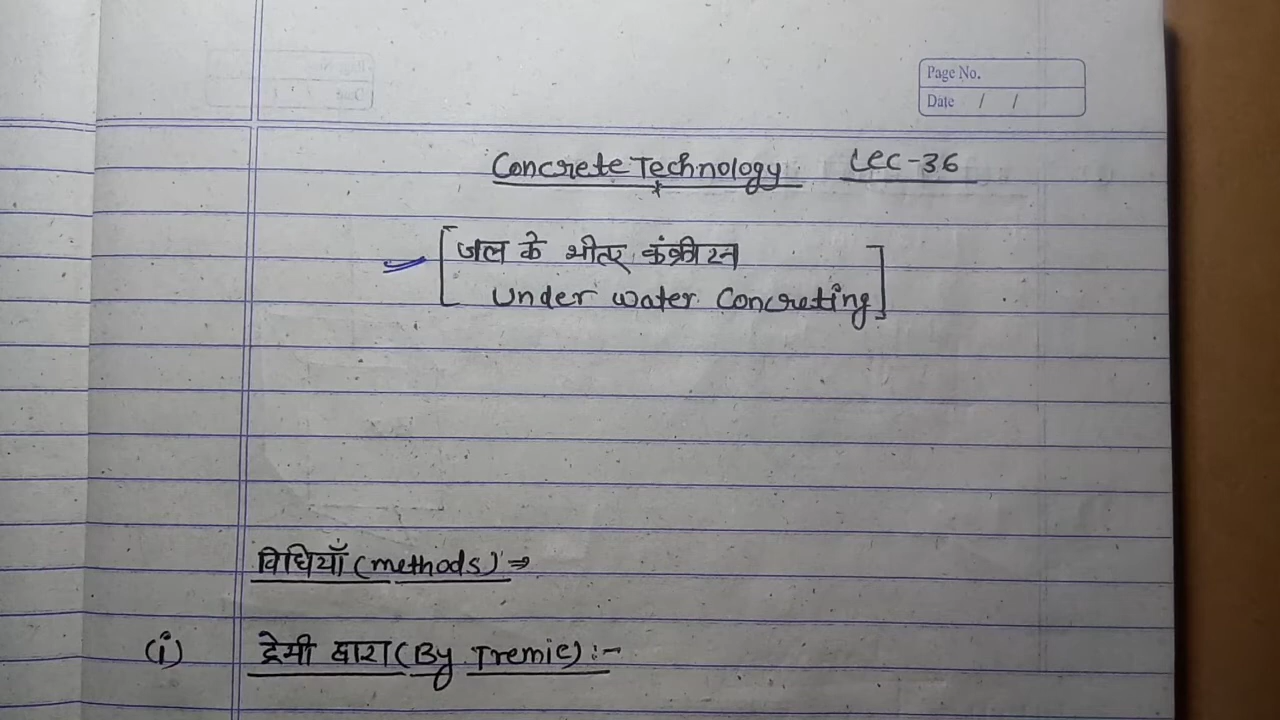 Page No.
Date / /
Concrete Technology Lec-36
[जल के भीतर कंक्रीटन
Under water Concreting]
विधियाँ (methods) ⇒
(i) ट्रेमी द्वारा (By Tremie) :-